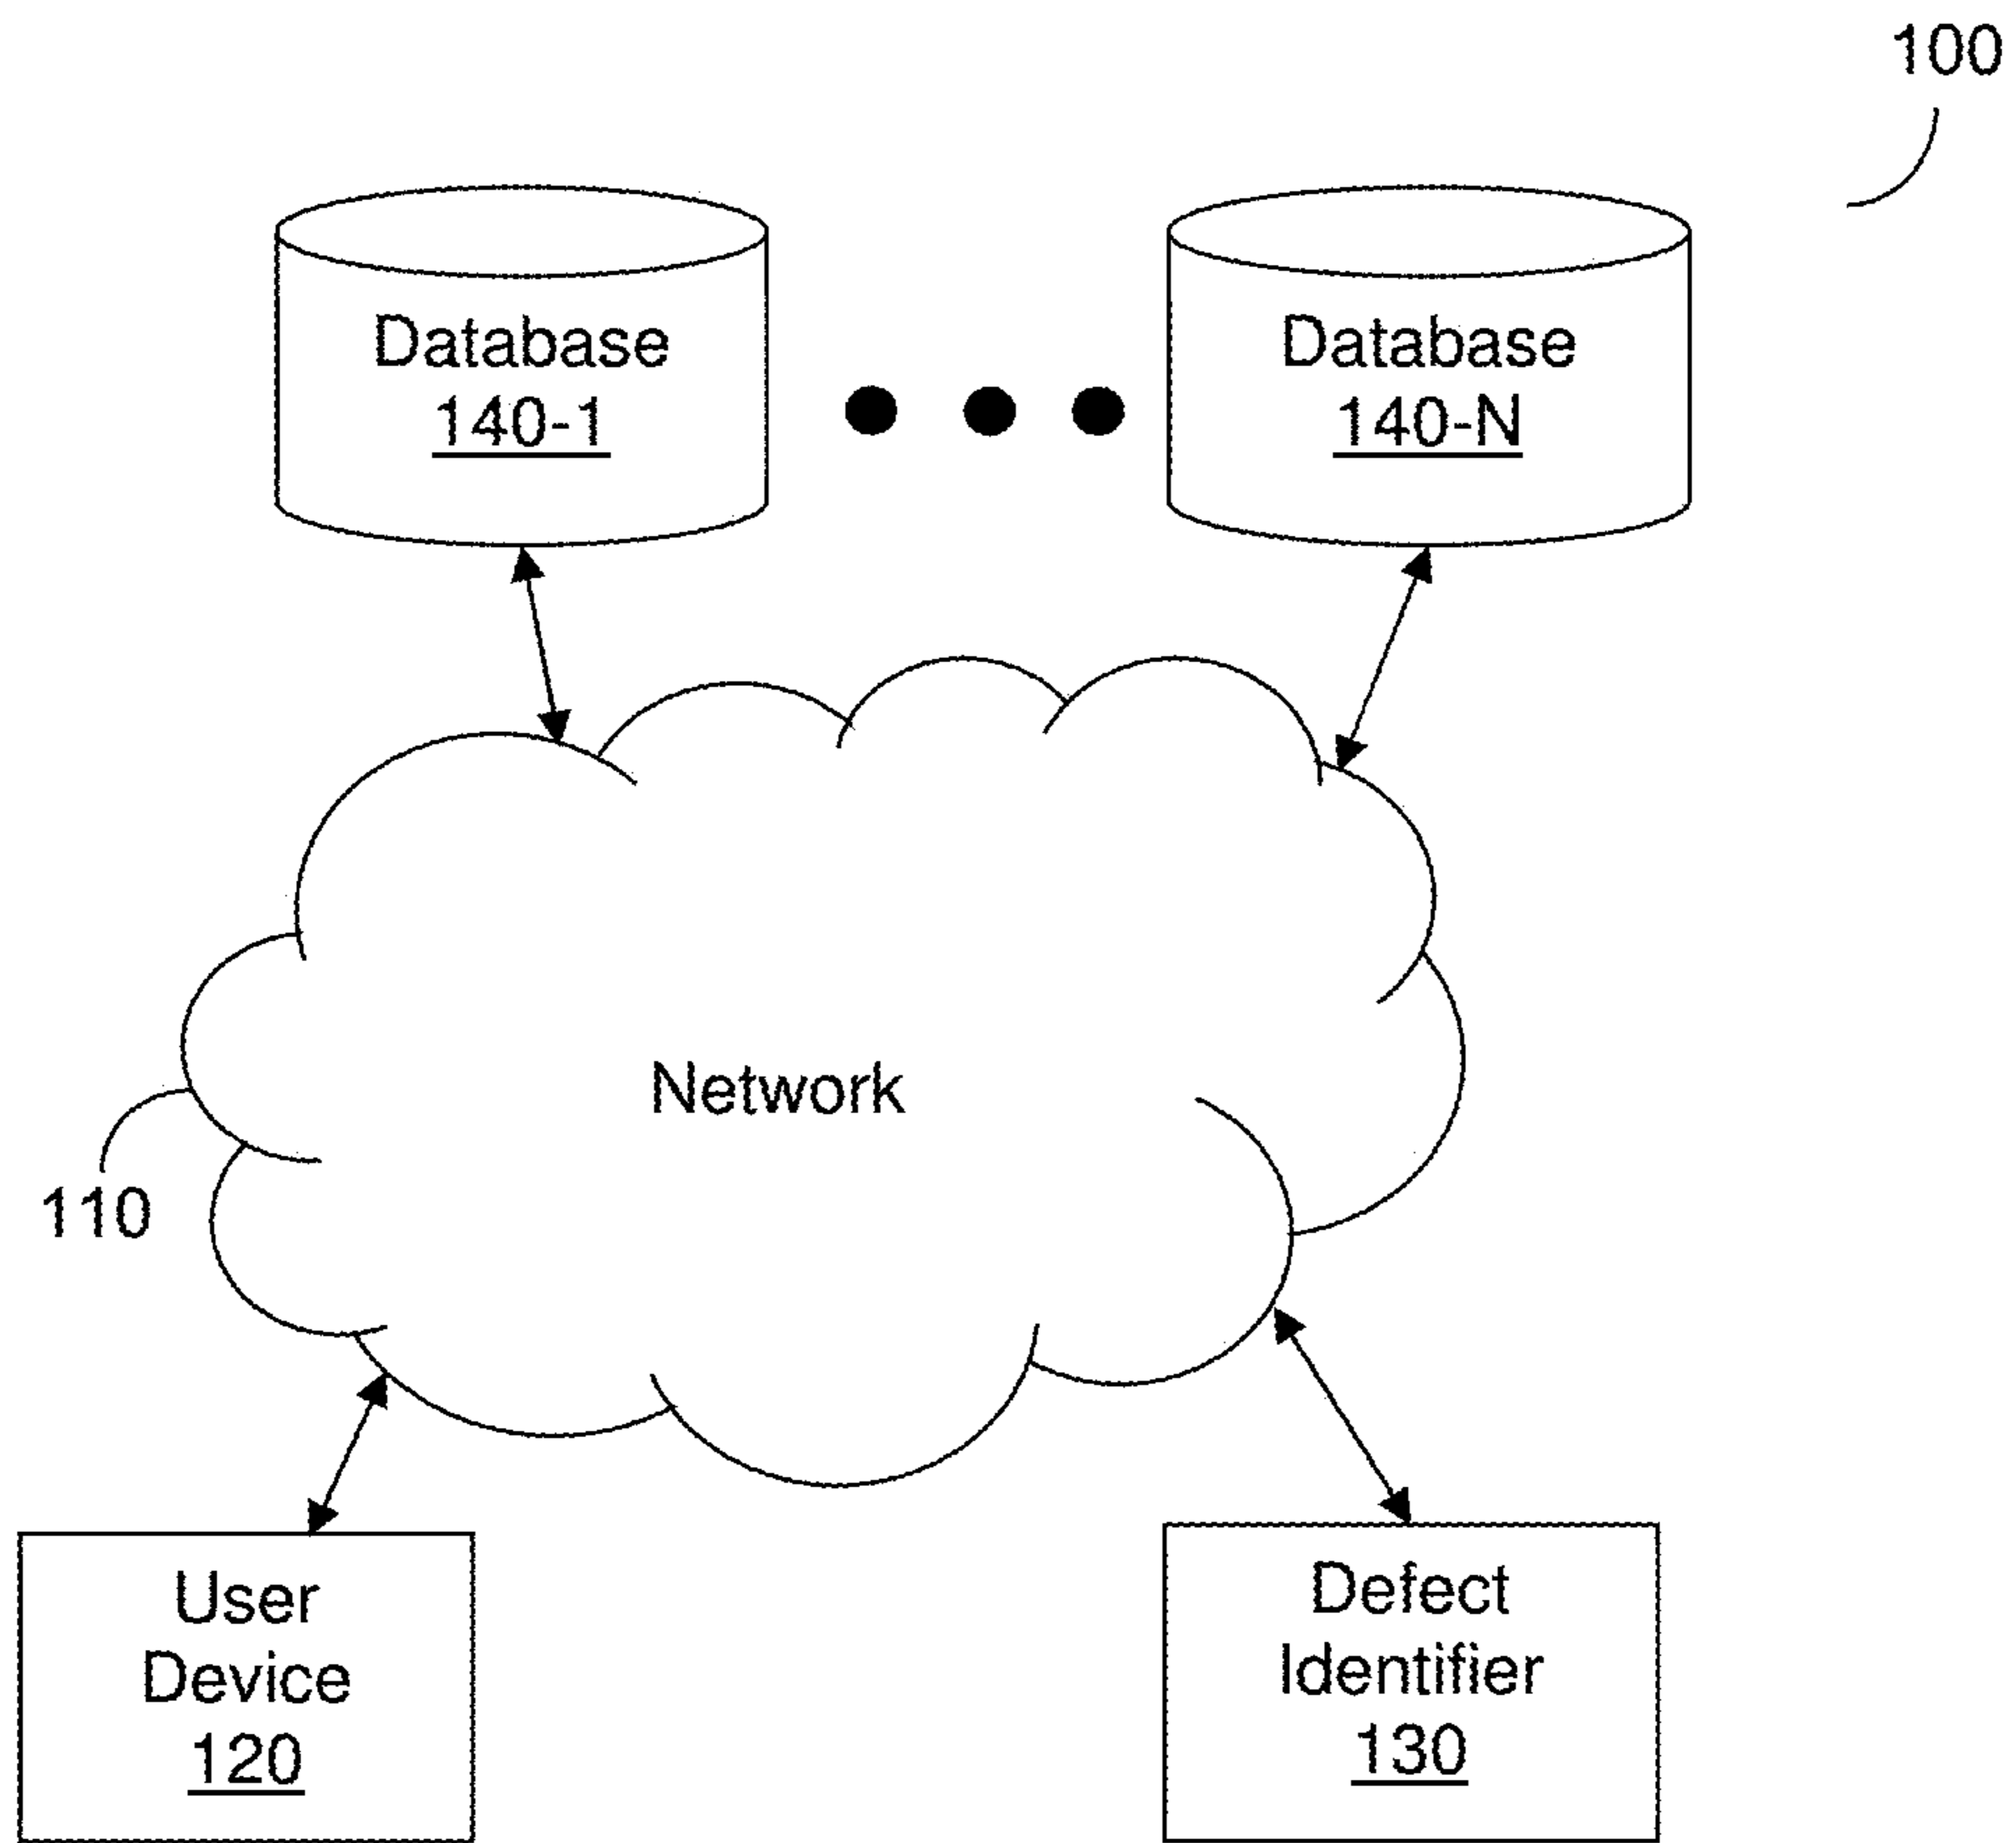 100
Database
140-1
Database
140-N
Network
110
User
Device
120
Defect
Identifier
130